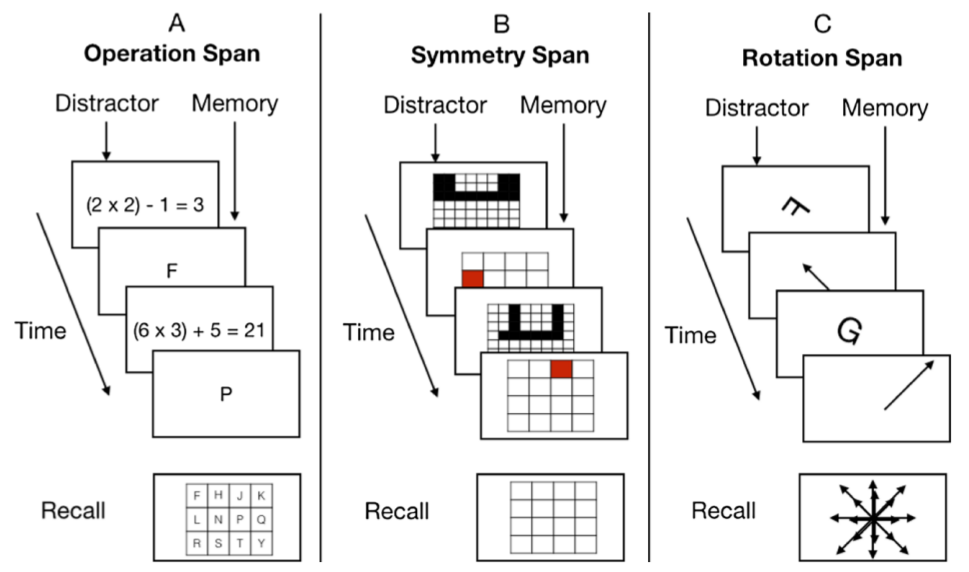 A
Operation Span
Distractor Memory
(2 x 2) - 1 = 3
F
(6 x 3) + 5 = 21
P
Time
Recall
F H J K
L N P Q
R S T Y
B
Symmetry Span
Distractor Memory
Time
Recall
C
Rotation Span
Distractor Memory
F
G
Time
Recall